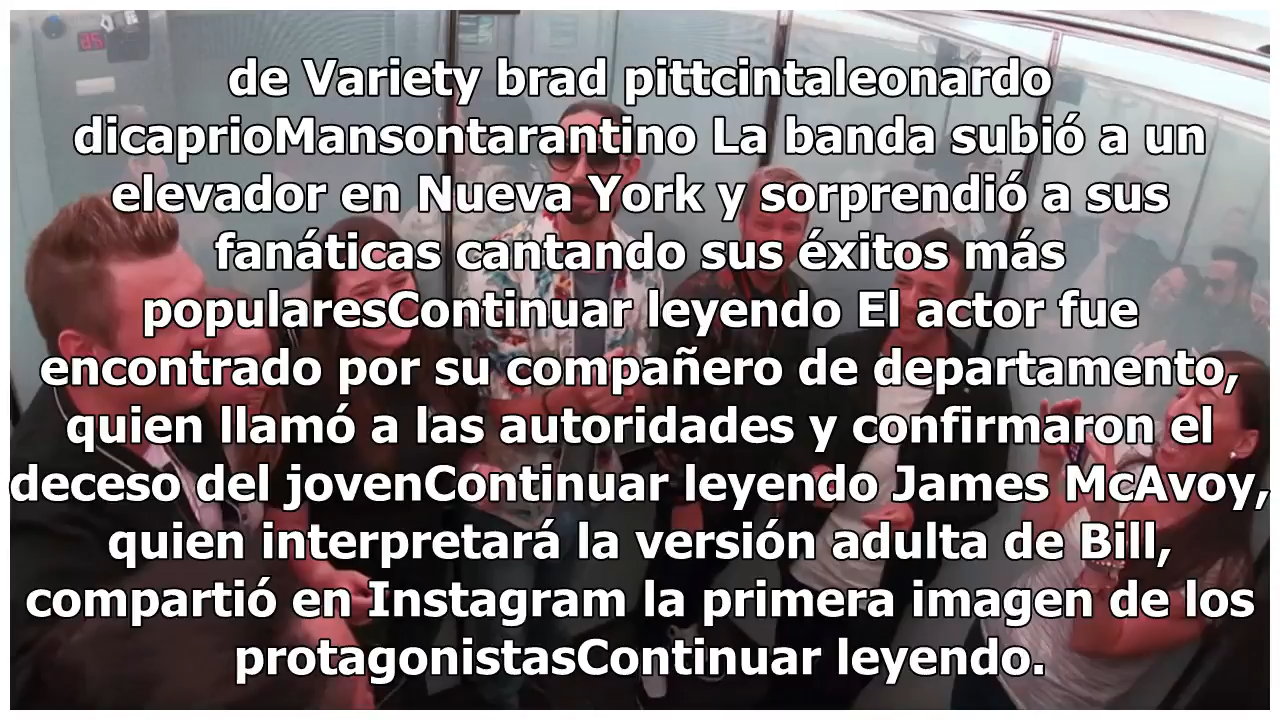 85
de Variety brad pittcintaleonardo
dicaprioMansontarantino La banda subió a un
elevador en Nueva York y sorprendió a sus
fanáticas cantando sus éxitos más
popularesContinuar leyendo El actor fue
encontrado por su compañero de departamento,
quien llamó a las autoridades y confirmaron el
deceso del jovenContinuar leyendo James McAvoy,
quien interpretará la versión adulta de Bill,
compartió en Instagram la primera imagen de los
protagonistasContinuar leyendo.